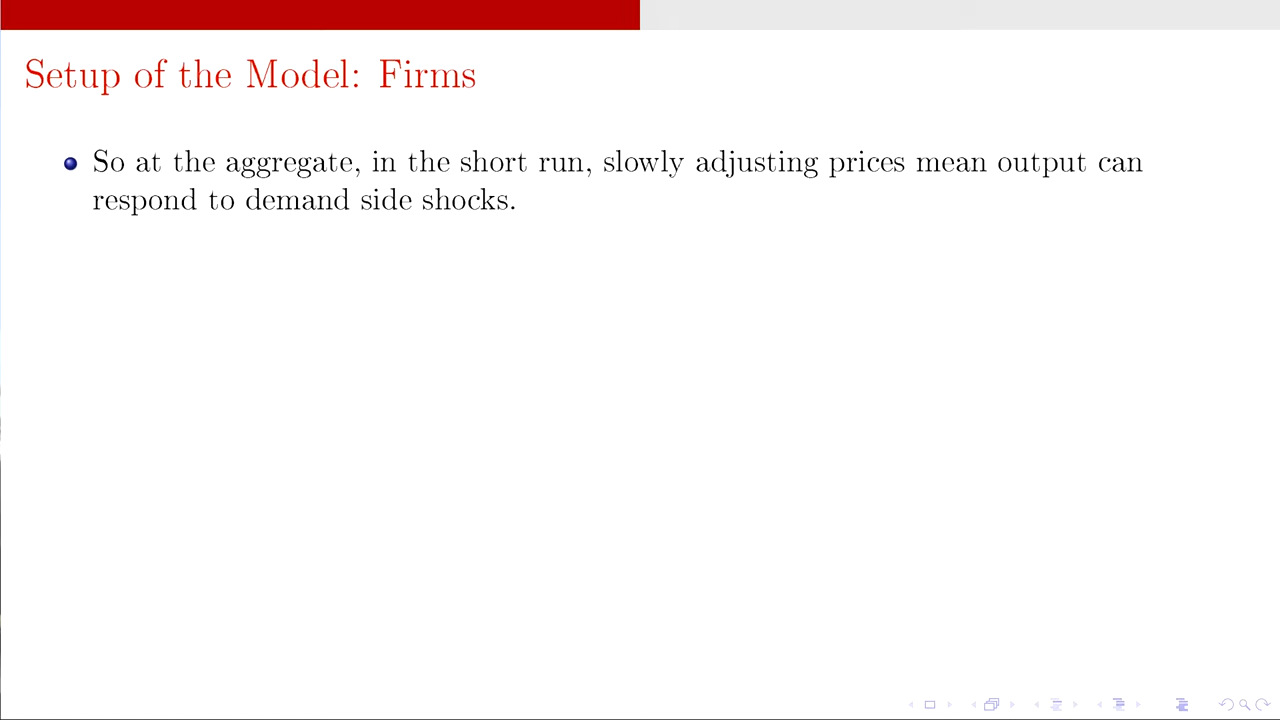 Setup of the Model: Firms
So at the aggregate, in the short run, slowly adjusting prices mean output can
respond to demand side shocks.